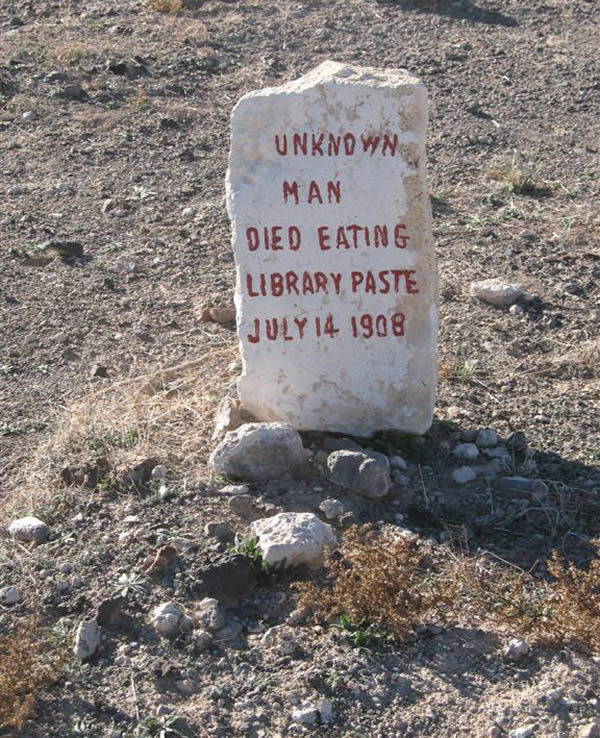 UNKNOWN
MAN
DIED EATING
LIBRARY PASTE
JULY 14 1908